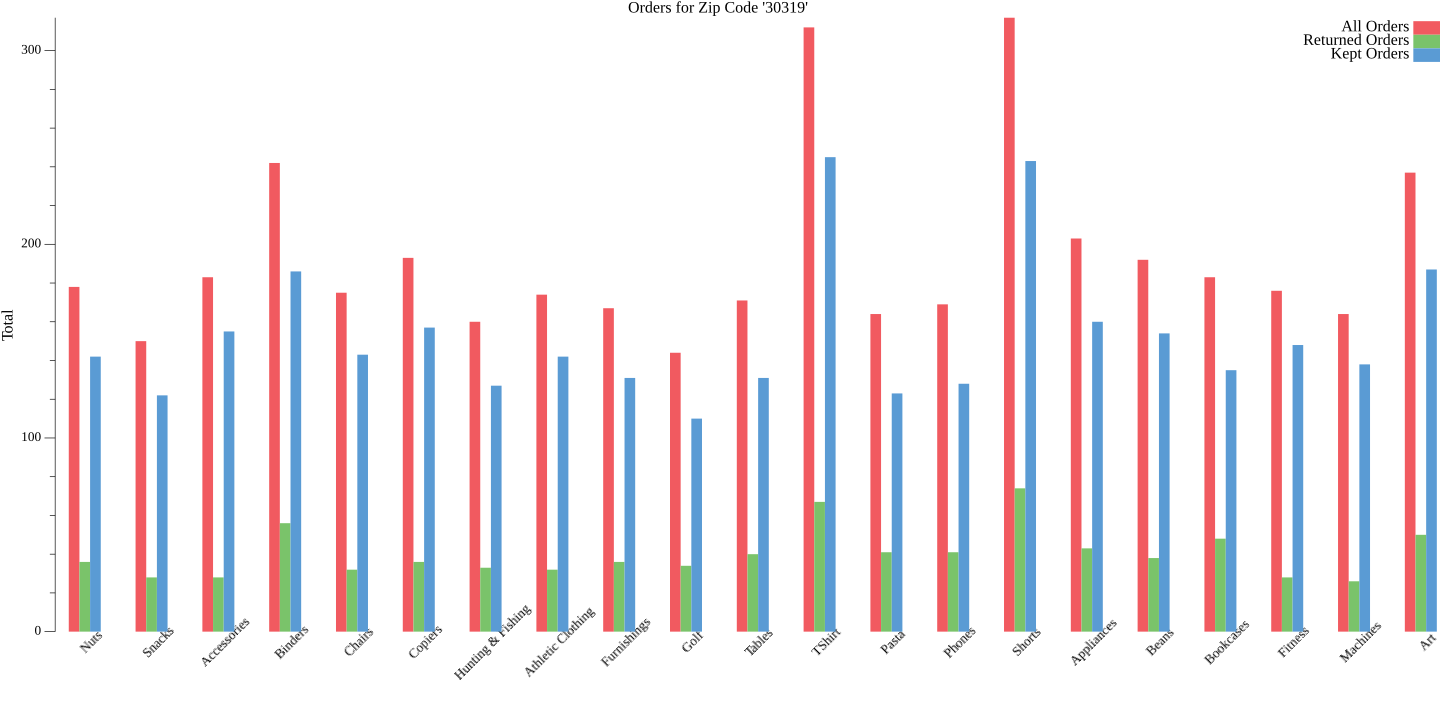 Orders for Zip Code '30319'
All Orders
Returned Orders
Kept Orders
Total
300
200
100
0
Nuts
Snacks
Accessories
Binders
Chairs
Copiers
Hunting & Fishing
Athletic Clothing
Furnishings
Golf
Tables
TShirt
Pasta
Phones
Shorts
Appliances
Beans
Bookcases
Fitness
Machines
Art